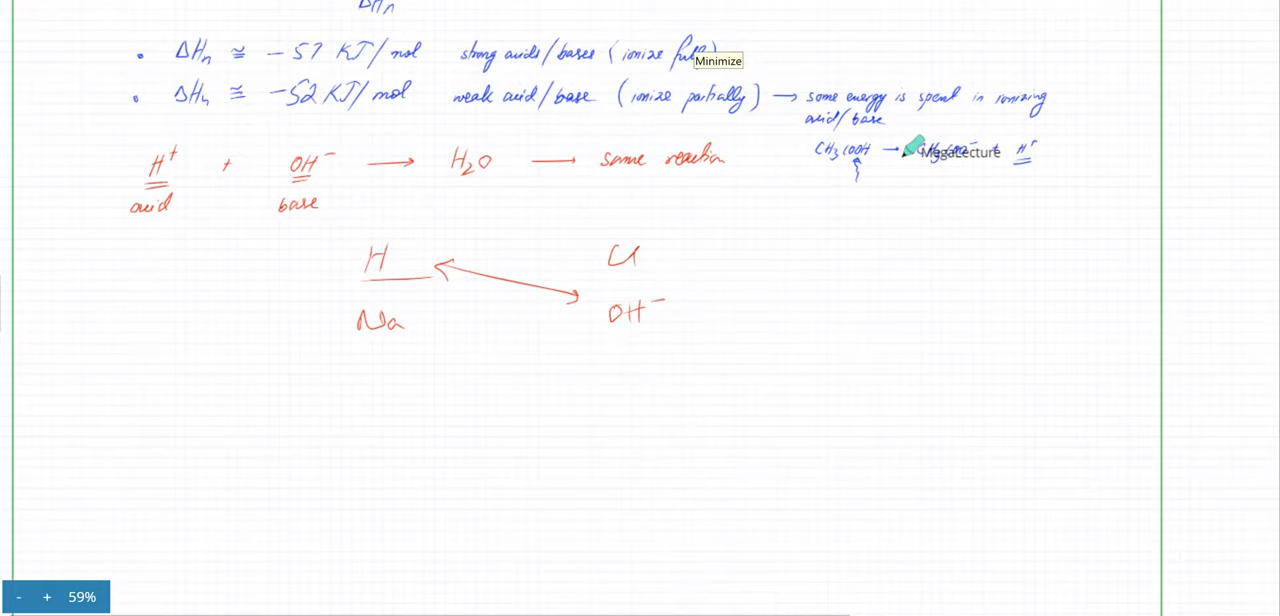 ΔHn
• ΔHn ≅ -57 KJ/mol strong acids/bases (ionize full)
Minimize
• ΔHn ≅ -52 KJ/mol weak acid/base (ionize partially) → some energy is spent in ionizing
acid/base
CH3COOH → CH3COO- + H+
MegaLecture
H+ + OH- → H2O → same reaction
acid base
H Cl
Na OH-
- + 59%